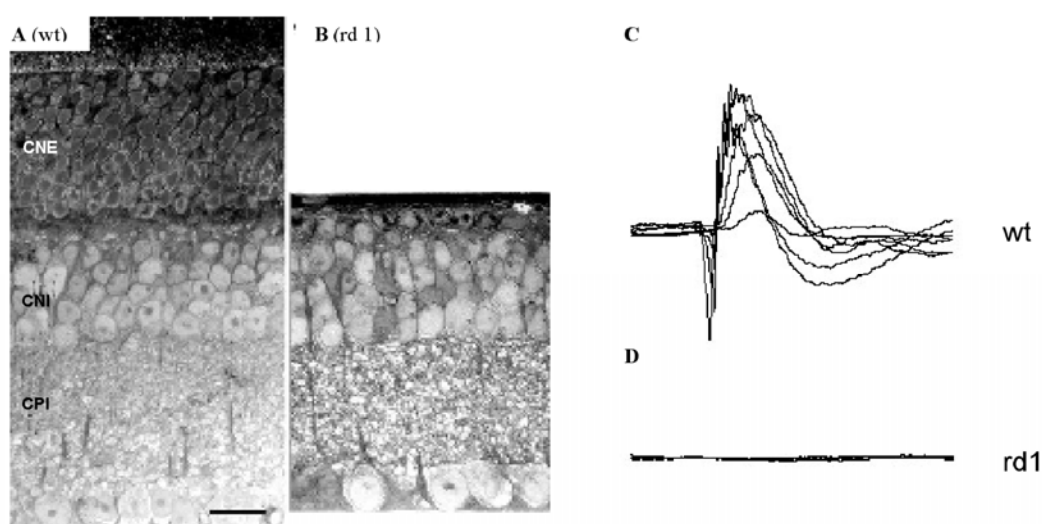 A (wt)
B (rd 1)
C
CNE
wt
CNI
D
CPI
rd1